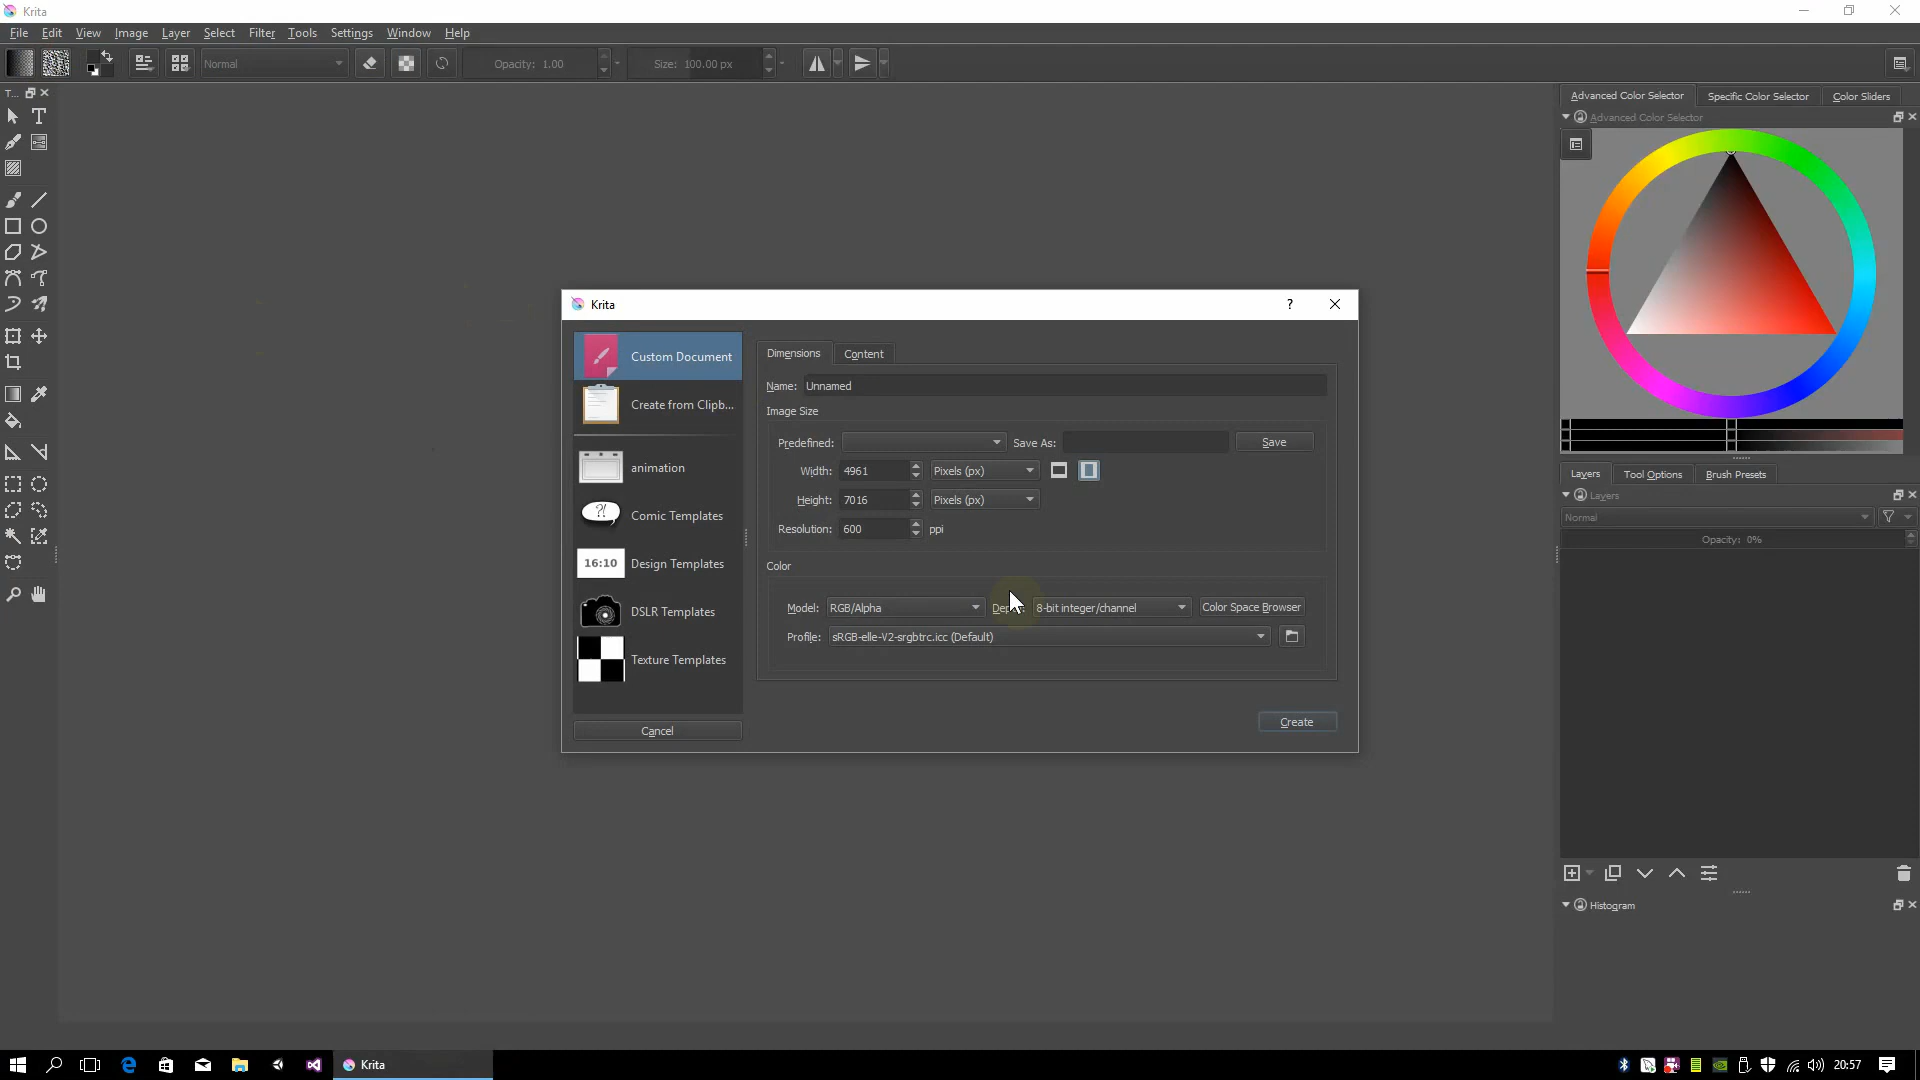 Krita
File Edit View Image Layer Select Filter Tools Settings Window Help
Normal Opacity: 1.00 Size: 100.00 px
T...
Advanced Color Selector Specific Color Selector Color Sliders
Advanced Color Selector
Krita ?
Custom Document
Create from Clipb...
animation
Comic Templates
16:10 Design Templates
DSLR Templates
Texture Templates
Cancel
Dimensions Content
Name: Unnamed
Image Size
Predefined: Save As: Save
Width: 4961 Pixels (px)
Height: 7016 Pixels (px)
Resolution: 600 ppi
Color
Model: RGB/Alpha 8-bit integer/channel Color Space Browser
Profile: sRGB-elle-V2-srgbtrc.icc (Default)
Create
Layers Tool Options Brush Presets
Layers
Normal
Opacity: 0%
Histogram
Krita
20:57